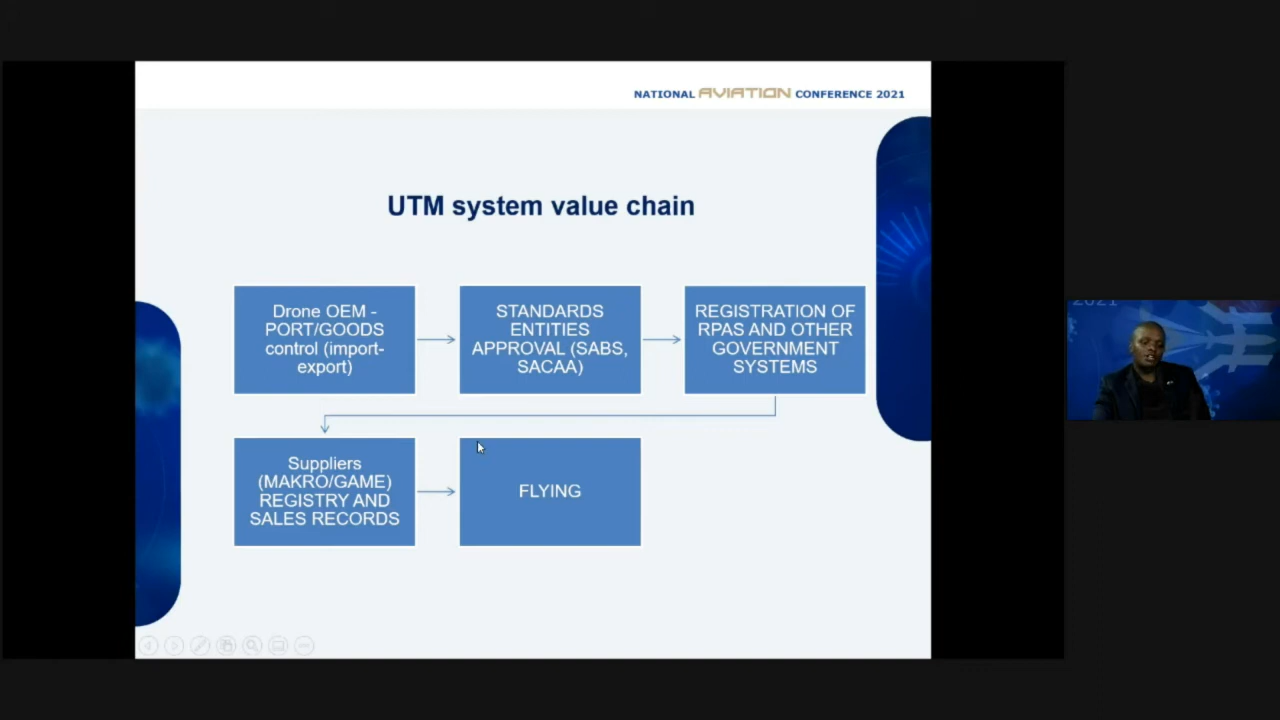 NATIONAL AVIATION CONFERENCE 2021
UTM system value chain
Drone OEM -
PORT/GOODS
control (import-
export)
STANDARDS
ENTITIES
APPROVAL (SABS,
SACAA)
REGISTRATION OF
RPAS AND OTHER
GOVERNMENT
SYSTEMS
Suppliers
(MAKRO/GAME)
REGISTRY AND
SALES RECORDS
FLYING
2021